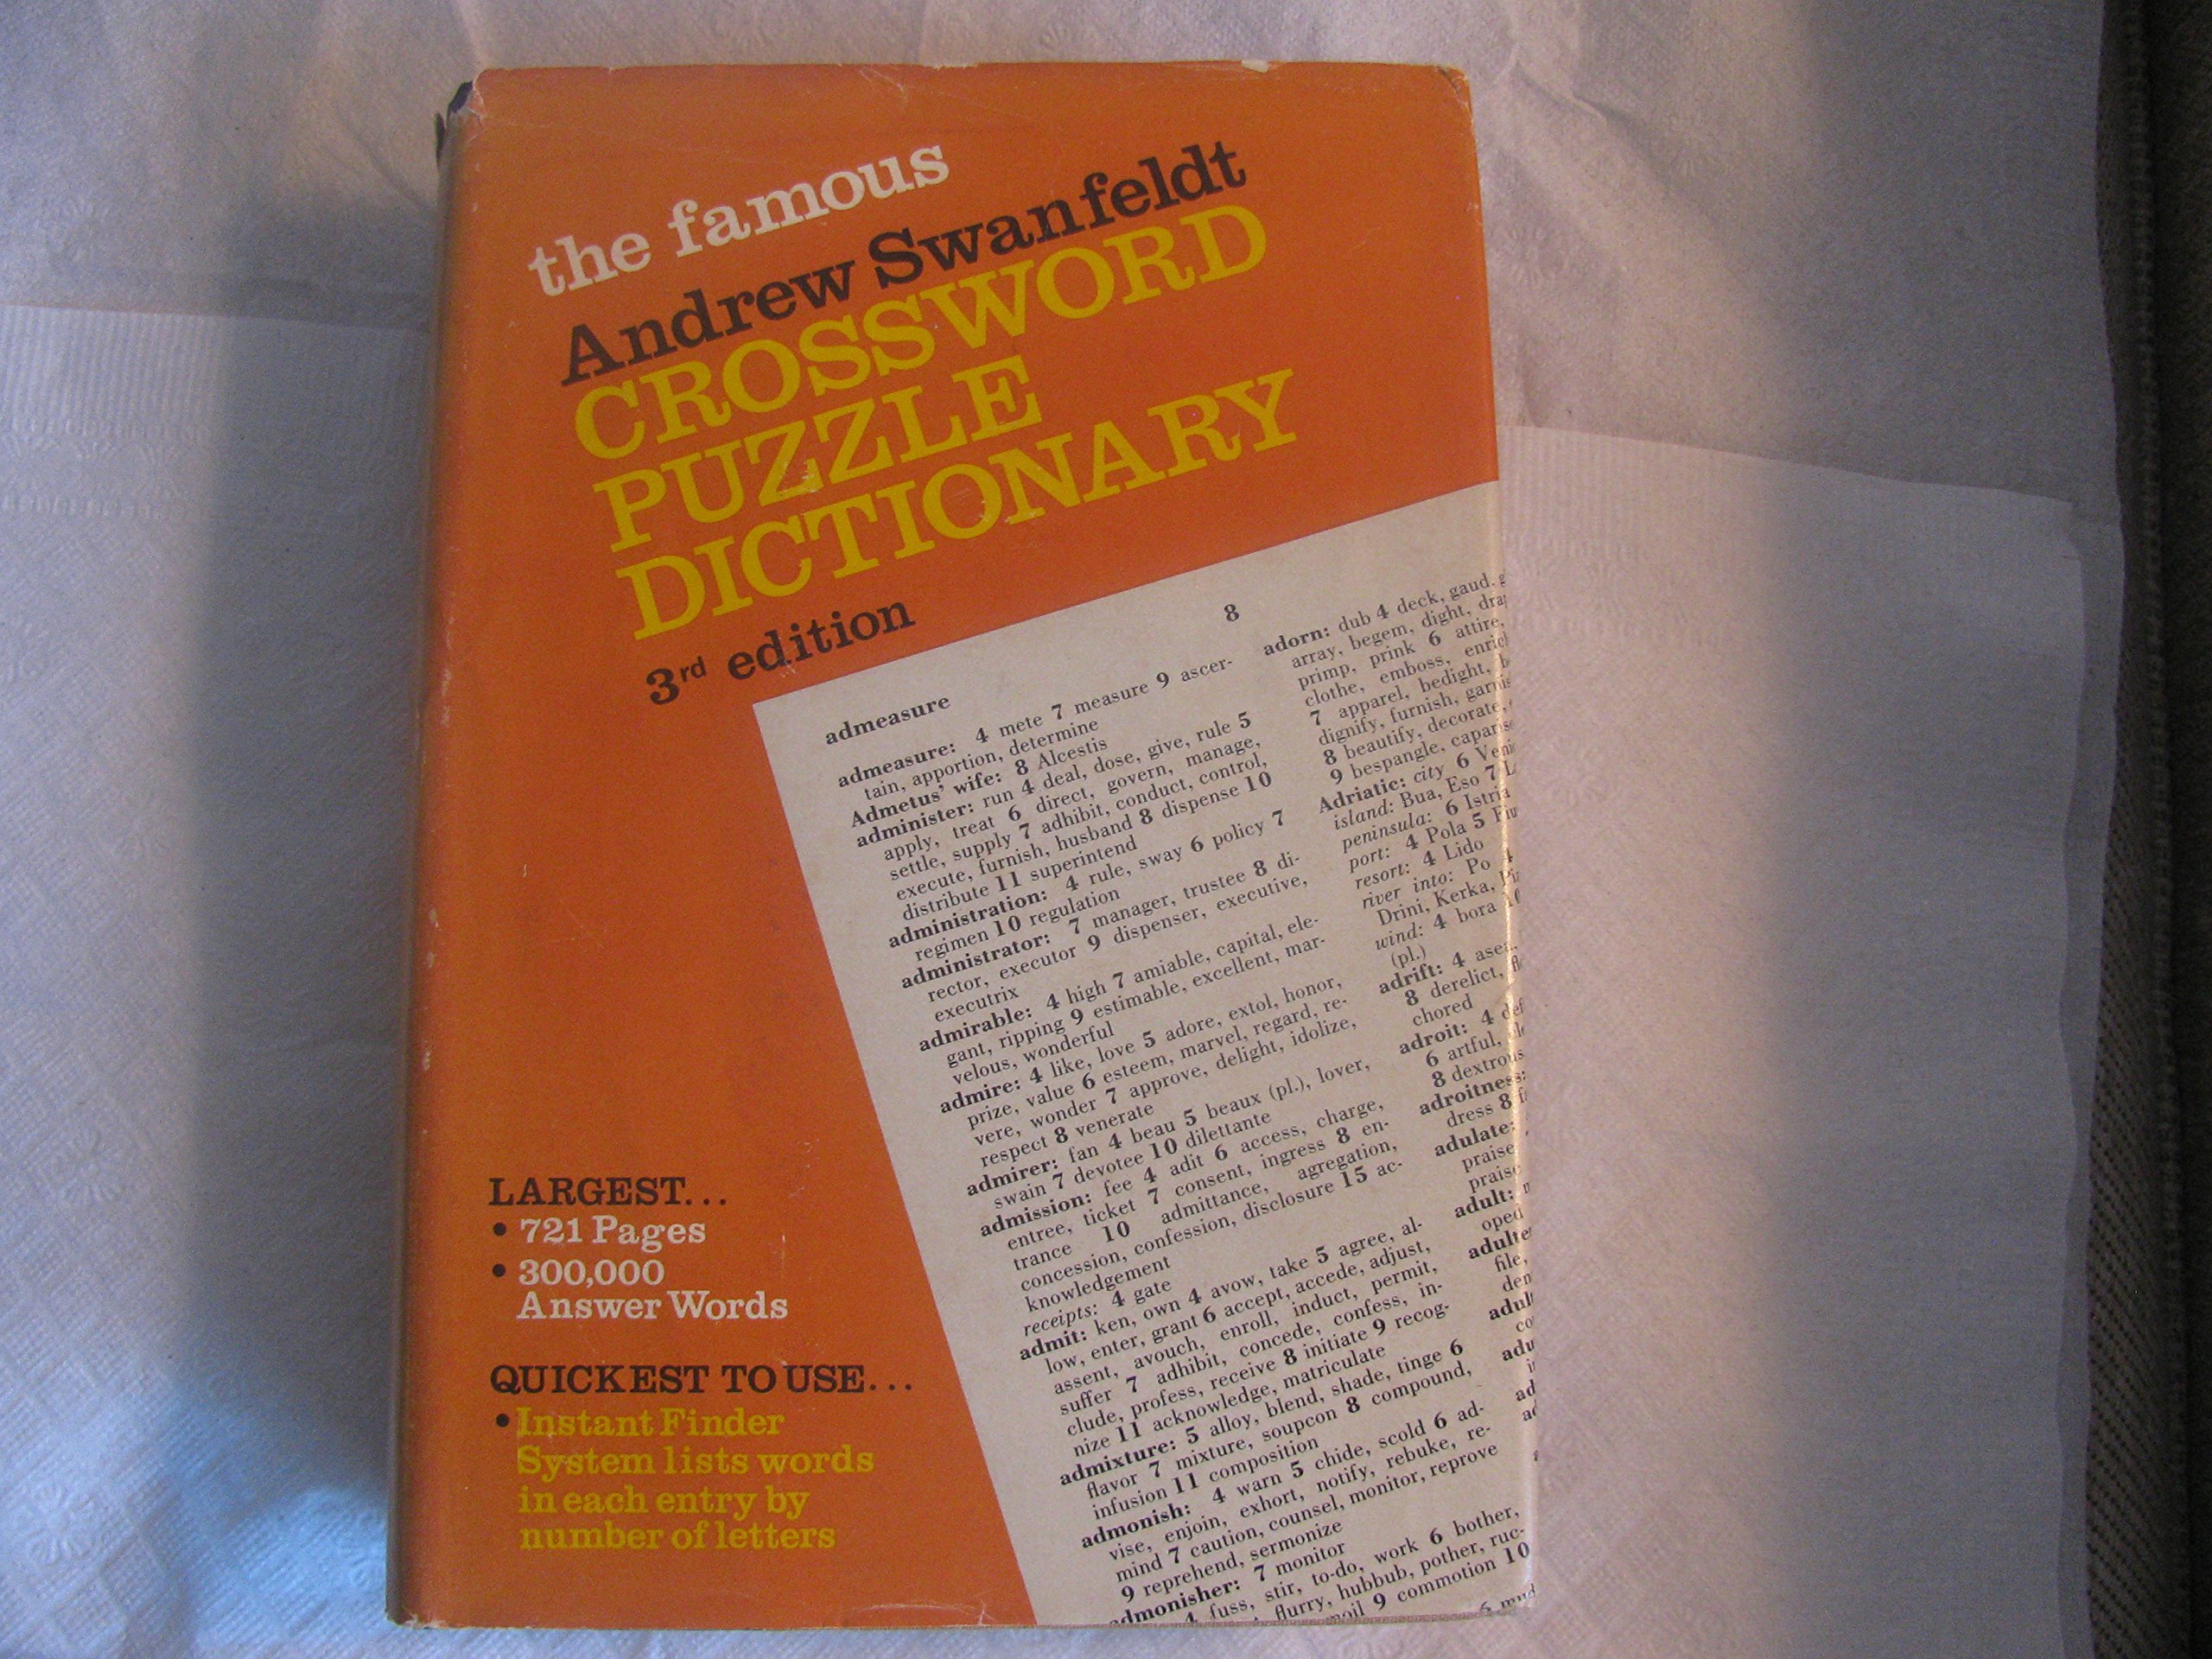 the famous
Andrew Swanfeldt
CROSSWORD
PUZZLE
DICTIONARY
3rd edition
admeasure
8
admeasure: 4 mete 7 measure 9 ascer-
tain, apportion, determine
Admetus' wife: 8 Alcestis
administer: run 4 deal, dose, give, rule 5
apply, treat 6 direct, govern, manage,
settle, supply 7 adhibit, conduct, control,
execute, furnish, husband 8 dispense 10
distribute 11 superintend
administration: 4 rule, sway 6 policy 7
regimen 10 regulation
administrator: 7 manager, trustee 8 di-
rector, executor 9 dispenser, executive,
executrix
admirable: 4 high 7 amiable, capital, ele-
gant, ripping 9 estimable, excellent, mar-
velous, wonderful
admire: 4 like, love 5 adore, extol, honor,
prize, value 6 esteem, marvel, regard, re-
vere, wonder 7 approve, delight, idolize,
respect 8 venerate
admirer: fan 4 beau 5 beaux (pl.), lover,
swain 7 devotee 10 dilettante
admission: fee 4 adit 6 access, charge,
entree, ticket 7 consent, ingress 8 en-
trance 10 admittance, agregation,
concession, confession, disclosure 15 ac-
knowledgement
receipts: 4 gate
admit: ken, own 4 avow, take 5 agree, al-
low, enter, grant 6 accept, accede, adjust,
assent, avouch, enroll, induct, permit,
suffer 7 adhibit, concede, confess, in-
clude, profess, receive 8 initiate 9 recog-
nize 11 acknowledge, matriculate
admixture: 5 alloy, blend, shade, tinge 6
flavor 7 mixture, soupcon 8 compound,
infusion 11 composition
admonish: 4 warn 5 chide, scold 6 ad-
vise, enjoin, exhort, notify, rebuke, re-
mind 7 caution, counsel, monitor, reprove
9 reprehend, sermonize
admonisher: 7 monitor
4 fuss, stir, to-do, work 6 bother,
flurry, hubbub, pother, ruc-
9 commotion 10
adorn: dub 4 deck, gaud,
array, begem, dight,
primp, prink 6 attire,
clothe, emboss,
7 apparel, bedight,
dignify, furnish,
8 beautify, decorate,
9 bespangle,
Adriatic: city 6
island: Bua, Eso 7
peninsula: 6 Istria
port: 4 Pola 5
resort: 4 Lido
river into: Po 4
Drini, Kerka,
wind: 4 bora
(pl.)
adrift: 4
8 derelict,
chored
adroit: 4
6 artful,
8
adroitness:
dress 8
adulate:
praise
praise
adult:
oped
file,
LARGEST...
• 721 Pages
• 300,000
Answer Words
QUICKEST TO USE...
• Instant Finder
System lists words
in each entry by
number of letters